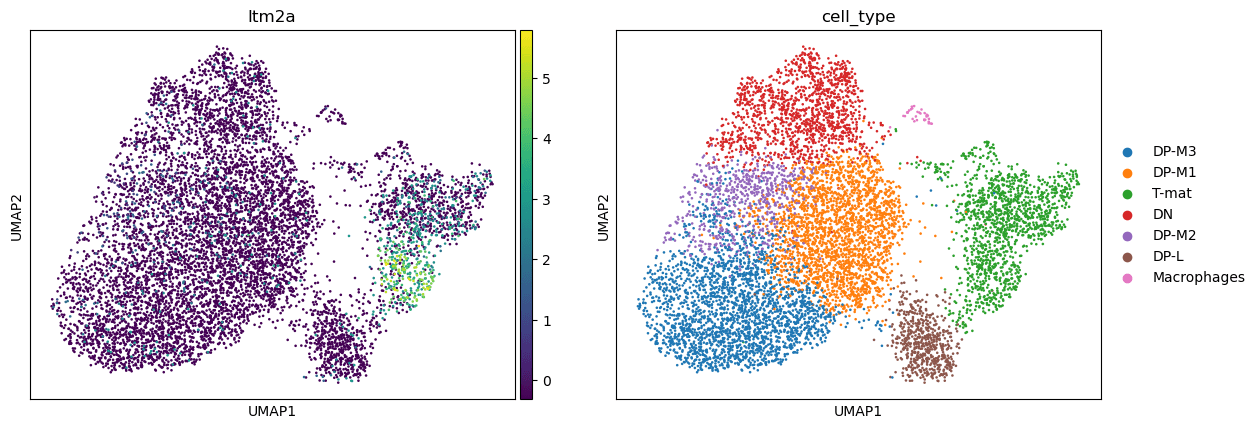 Itm2a
cell_type
UMAP2
UMAP1
5
4
3
2
1
0
UMAP2
UMAP1
DP-M3
DP-M1
T-mat
DN
DP-M2
DP-L
Macrophages